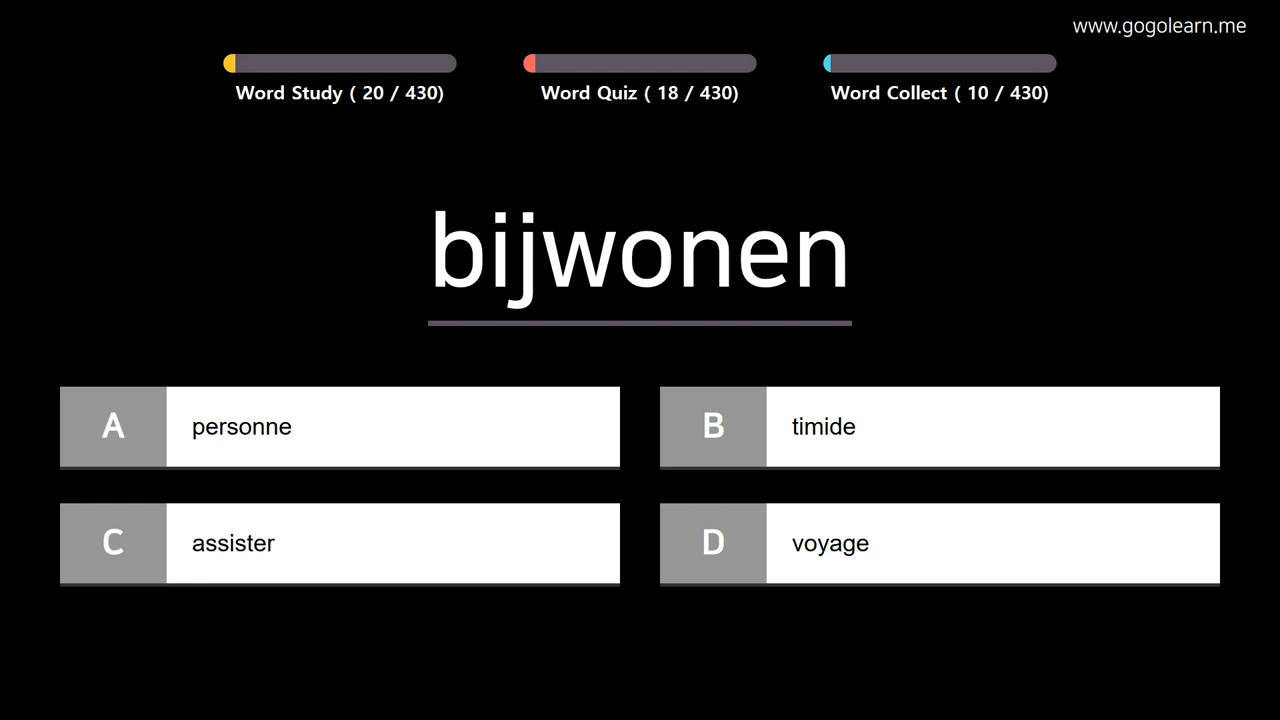 www.gogolearn.me
Word Study ( 20 / 430)
Word Quiz ( 18 / 430)
Word Collect ( 10 / 430)
bijwonen
A personne
B timide
C assister
D voyage